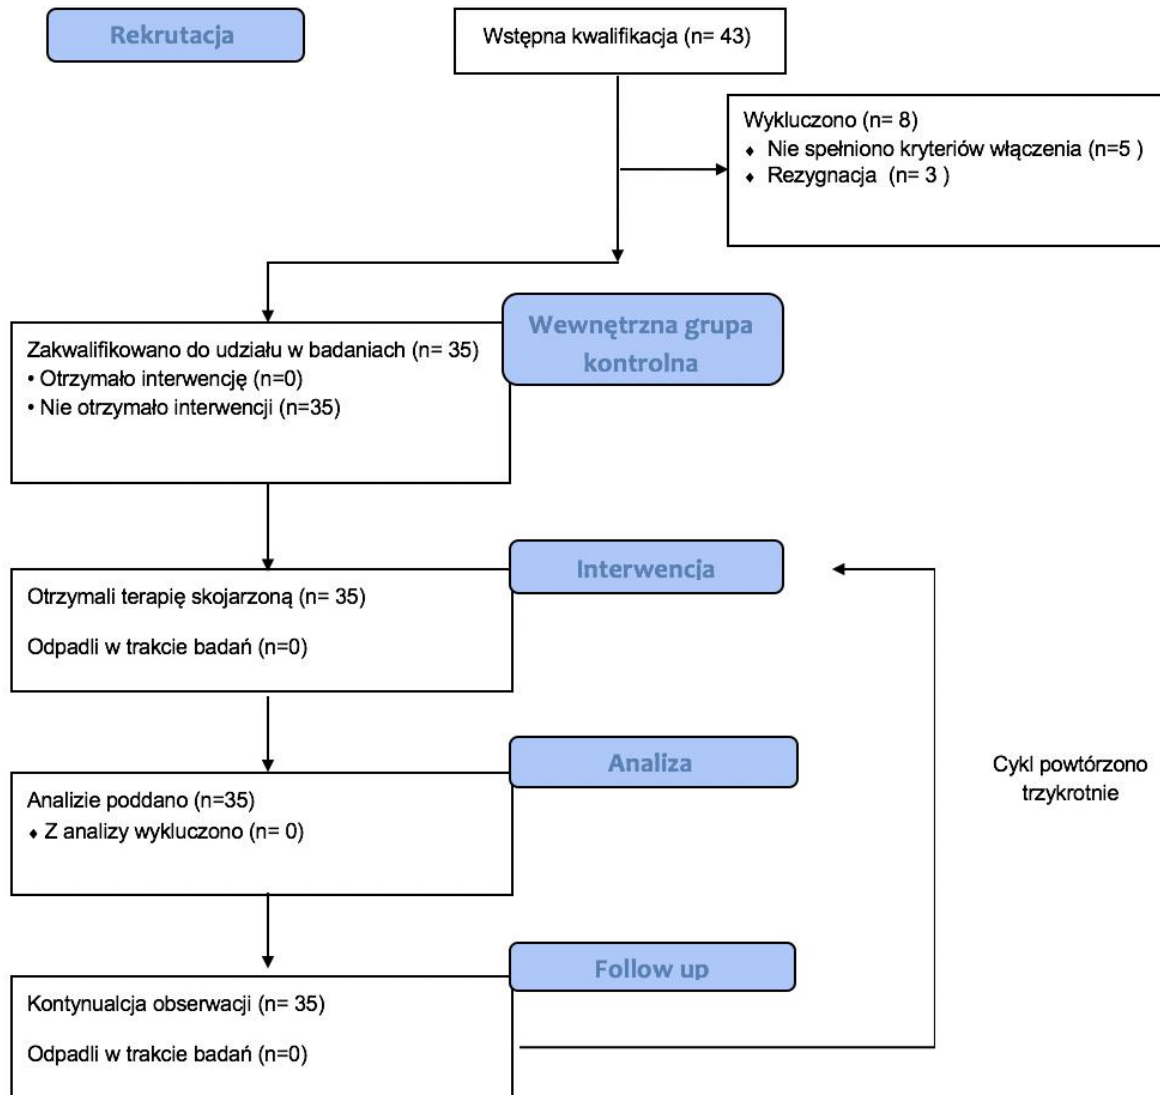 Rekrutacja
Wstępna kwalifikacja (n= 43)
Wykluczono (n= 8)
♦ Nie spełniono kryteriów włączenia (n=5 )
♦ Rezygnacja  (n= 3 )
Wewnętrzna grupa
kontrolna
Zakwalifikowano do udziału w badaniach (n= 35)
• Otrzymało interwencję (n=0)
• Nie otrzymało interwencji (n=35)
Interwencja
Otrzymali terapię skojarzoną (n= 35)
Odpadli w trakcie badań (n=0)
Analiza
Analizie poddano (n=35)
♦ Z analizy wykluczono (n= 0)
Cykl powtórzono
trzykrotnie
Follow up
Kontynualcja obserwacji (n= 35)
Odpadli w trakcie badań (n=0)